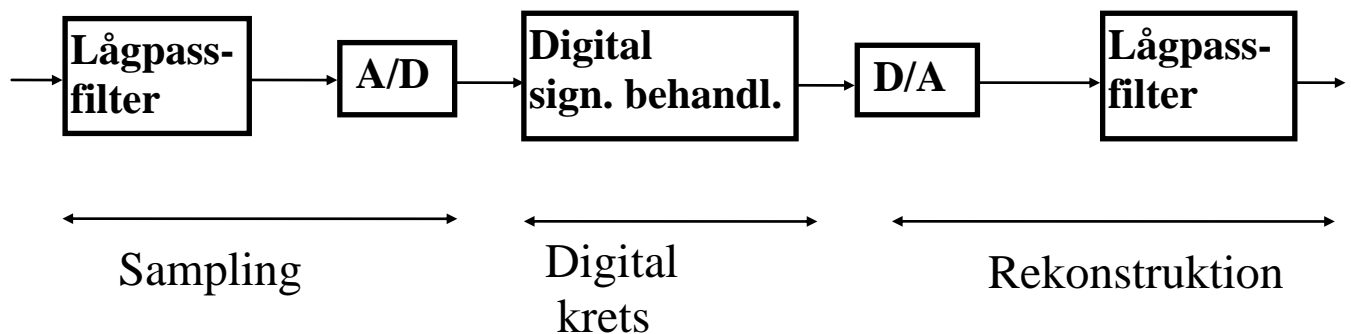 Lågpass-
filter
A/D
Digital
sign. behandl.
D/A
Lågpass-
filter
Sampling
Digital
krets
Rekonstruktion